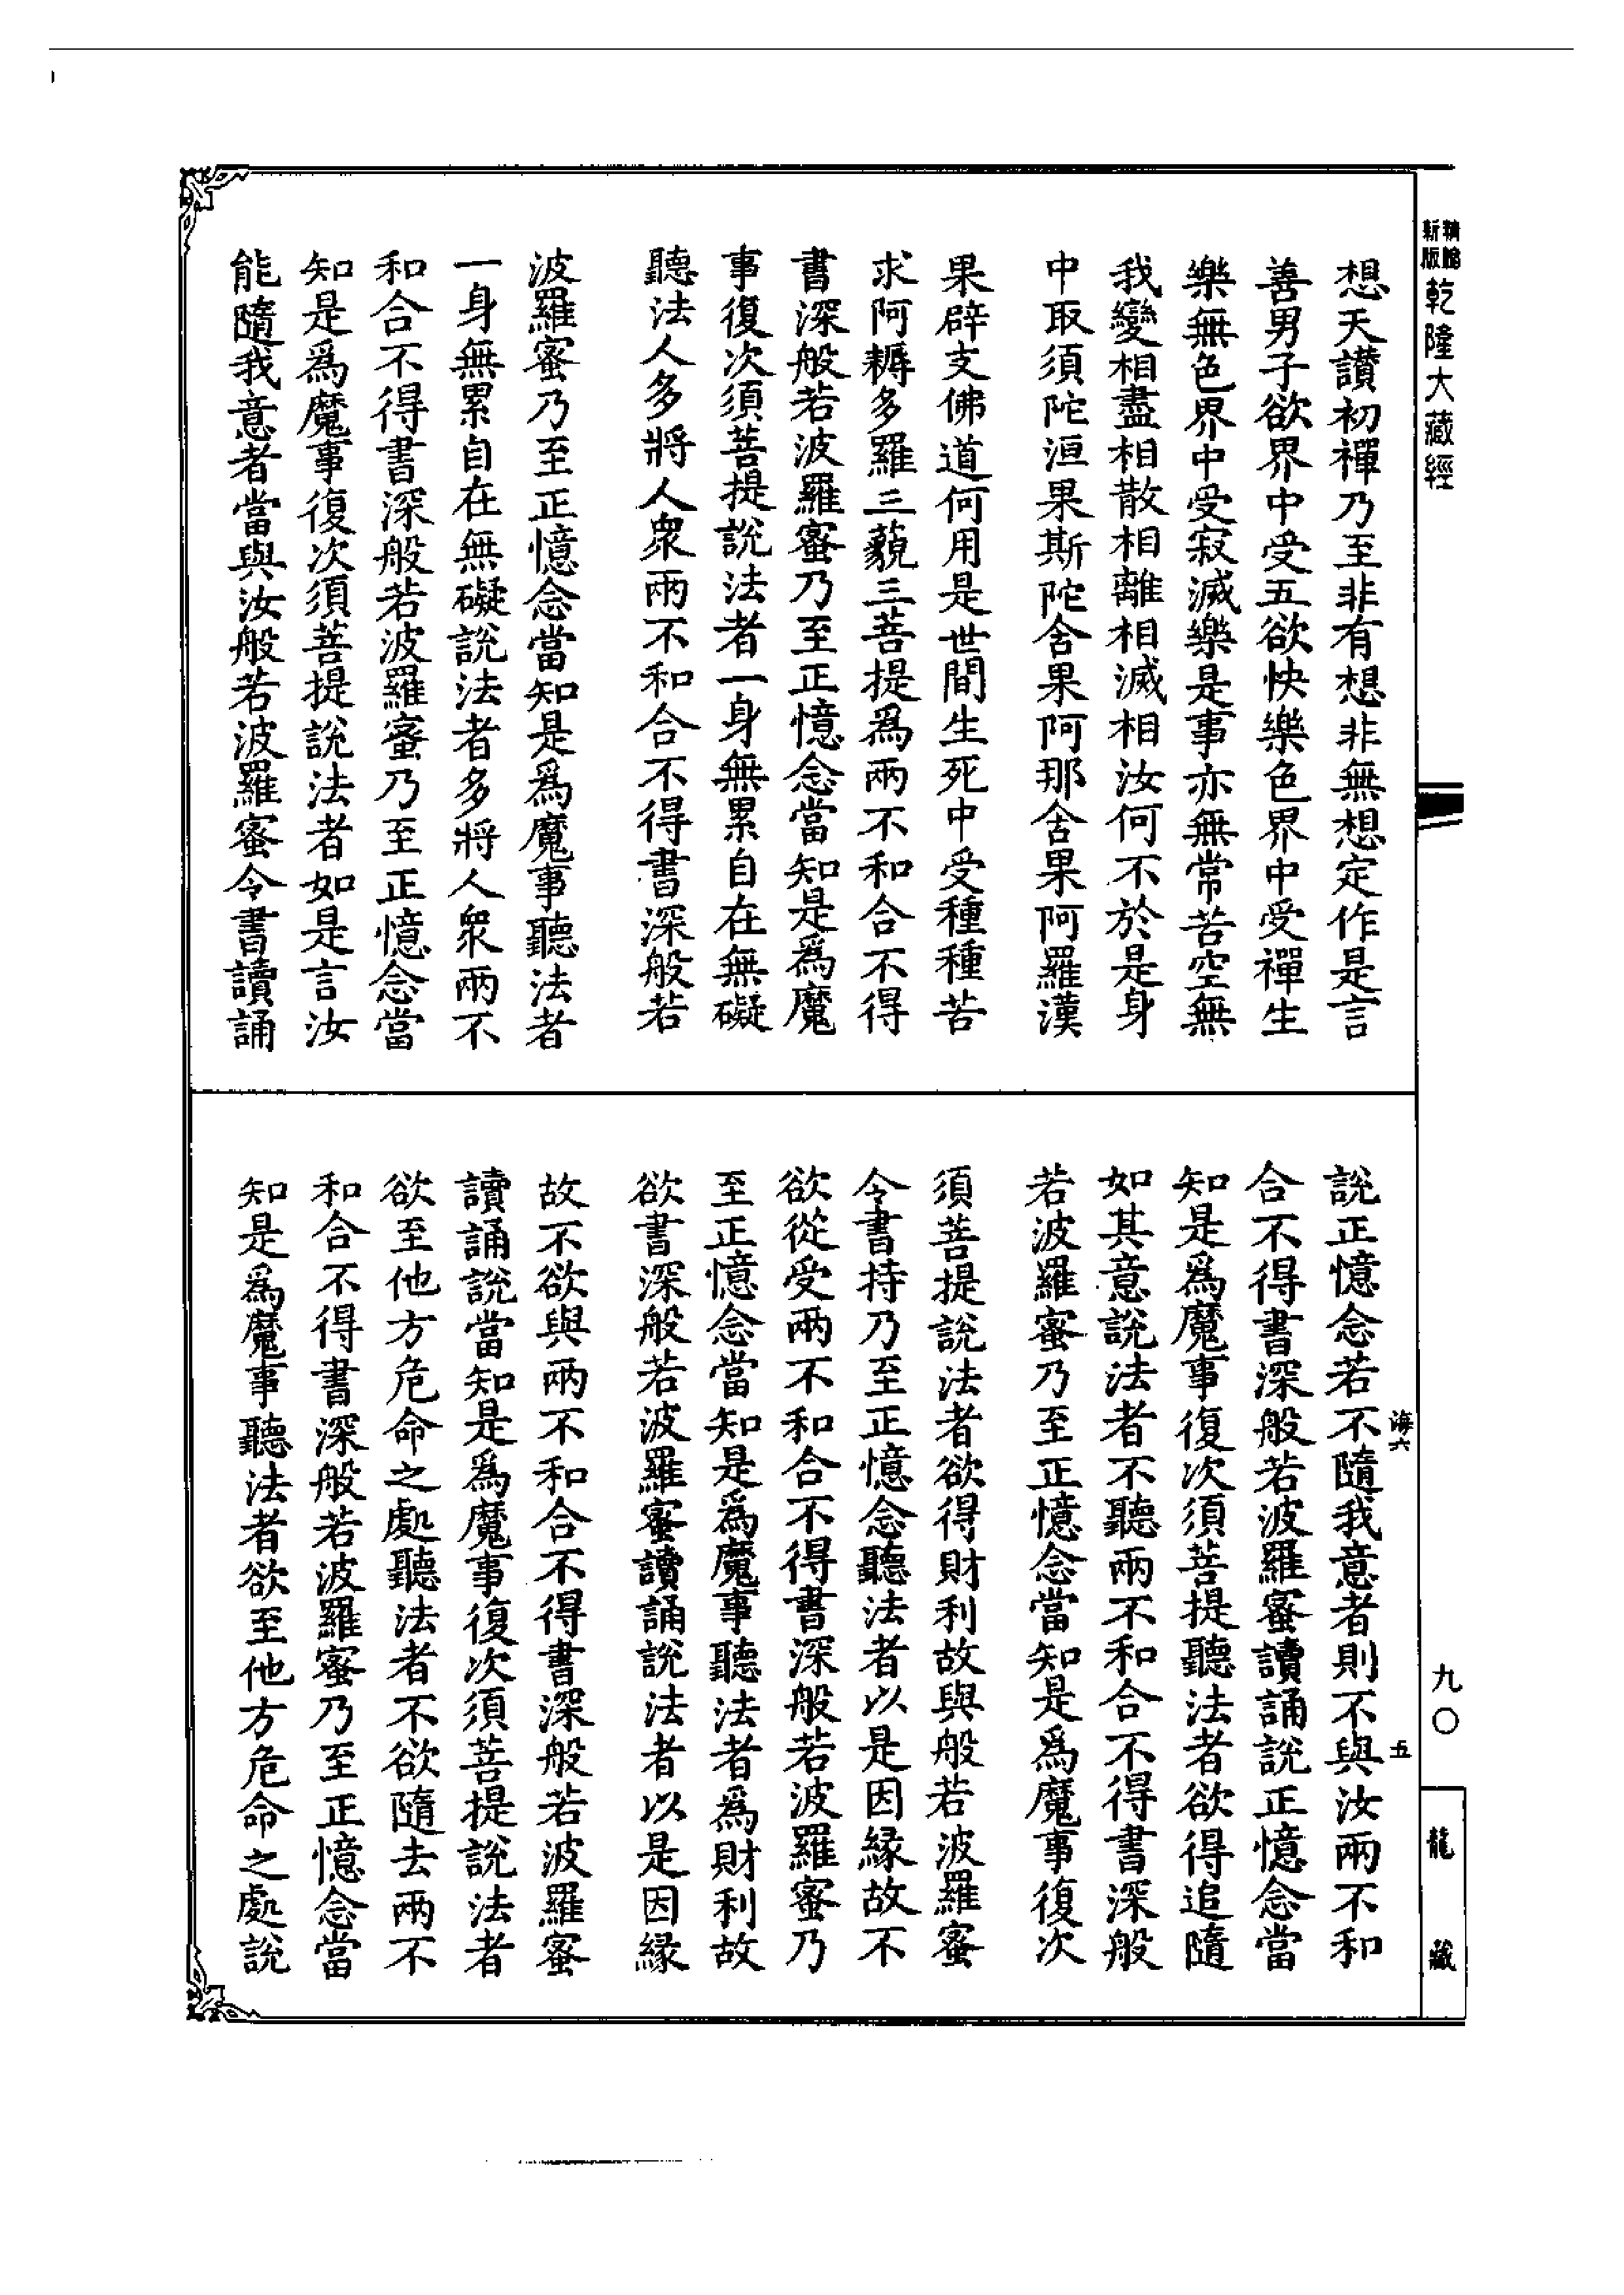 新版精縮乾隆大藏經
想天讃初禪乃至非有想非無想定作是言
善男子欲界中受五欲快樂色界中受禪生
樂無色界中受寂滅樂是事亦無常苦空無
我變相盡相散相離相滅相汝何不於是身
中取須陀洹果斯陀含果阿那含果阿羅漢
果辟支佛道何用是世間生死中受種種苦
求阿耨多羅三藐三菩提爲兩不和合不得
書深般若波羅蜜乃至正憶念當知是爲魔
事復次須菩提說法者一身無累自在無礙
聽法人多將人衆兩不和合不得書深般若
波羅蜜乃至正憶念當知是爲魔事聽法者
一身無累自在無礙說法者多將人衆兩不
和合不得書深般若波羅蜜乃至正憶念當
知是爲魔事復次須菩提說法者如是言汝
能隨我意者當與汝般若波羅蜜令書讀誦
說正憶念若不隨我意者則不與汝兩不和
合不得書深般若波羅蜜讀誦說正憶念當
知是爲魔事復次須菩提聽法者欲得追隨
如其意說法者不聽兩不和合不得書深般
若波羅蜜乃至正憶念當知是爲魔事復次
須菩提說法者欲得財利故與般若波羅蜜
令書持乃至正憶念聽法者以是因緣故不
欲從受兩不和合不得書深般若波羅蜜乃
至正憶念當知是爲魔事聽法者爲財利故
欲書深般若波羅蜜讀誦說法者以是因緣
故不欲與兩不和合不得書深般若波羅蜜
讀誦說當知是爲魔事復次須菩提說法者
欲至他方危命之處聽法者不欲隨去兩不
和合不得書深般若波羅蜜乃至正憶念當
知是爲魔事聽法者欲至他方危命之處說
海六
五
九〇
龍藏